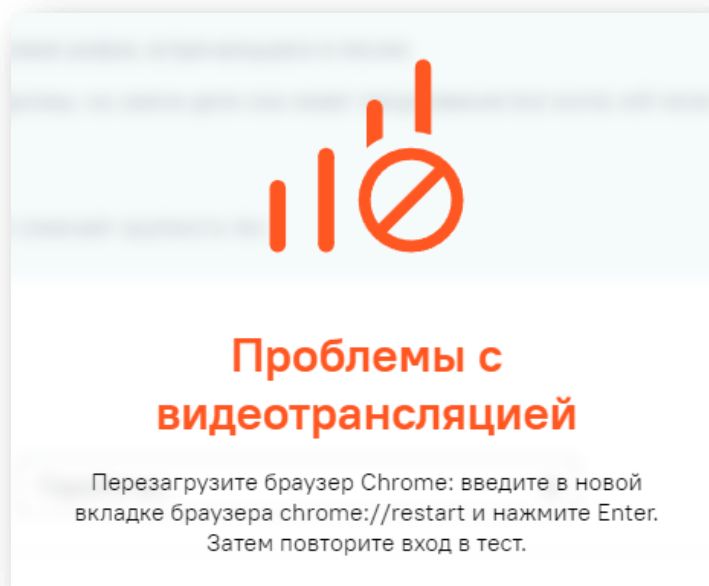 Проблемы с
видеотрансляцией
Перезагрузите браузер Chrome: введите в новой
вкладке браузера chrome://restart и нажмите Enter.
Затем повторите вход в тест.